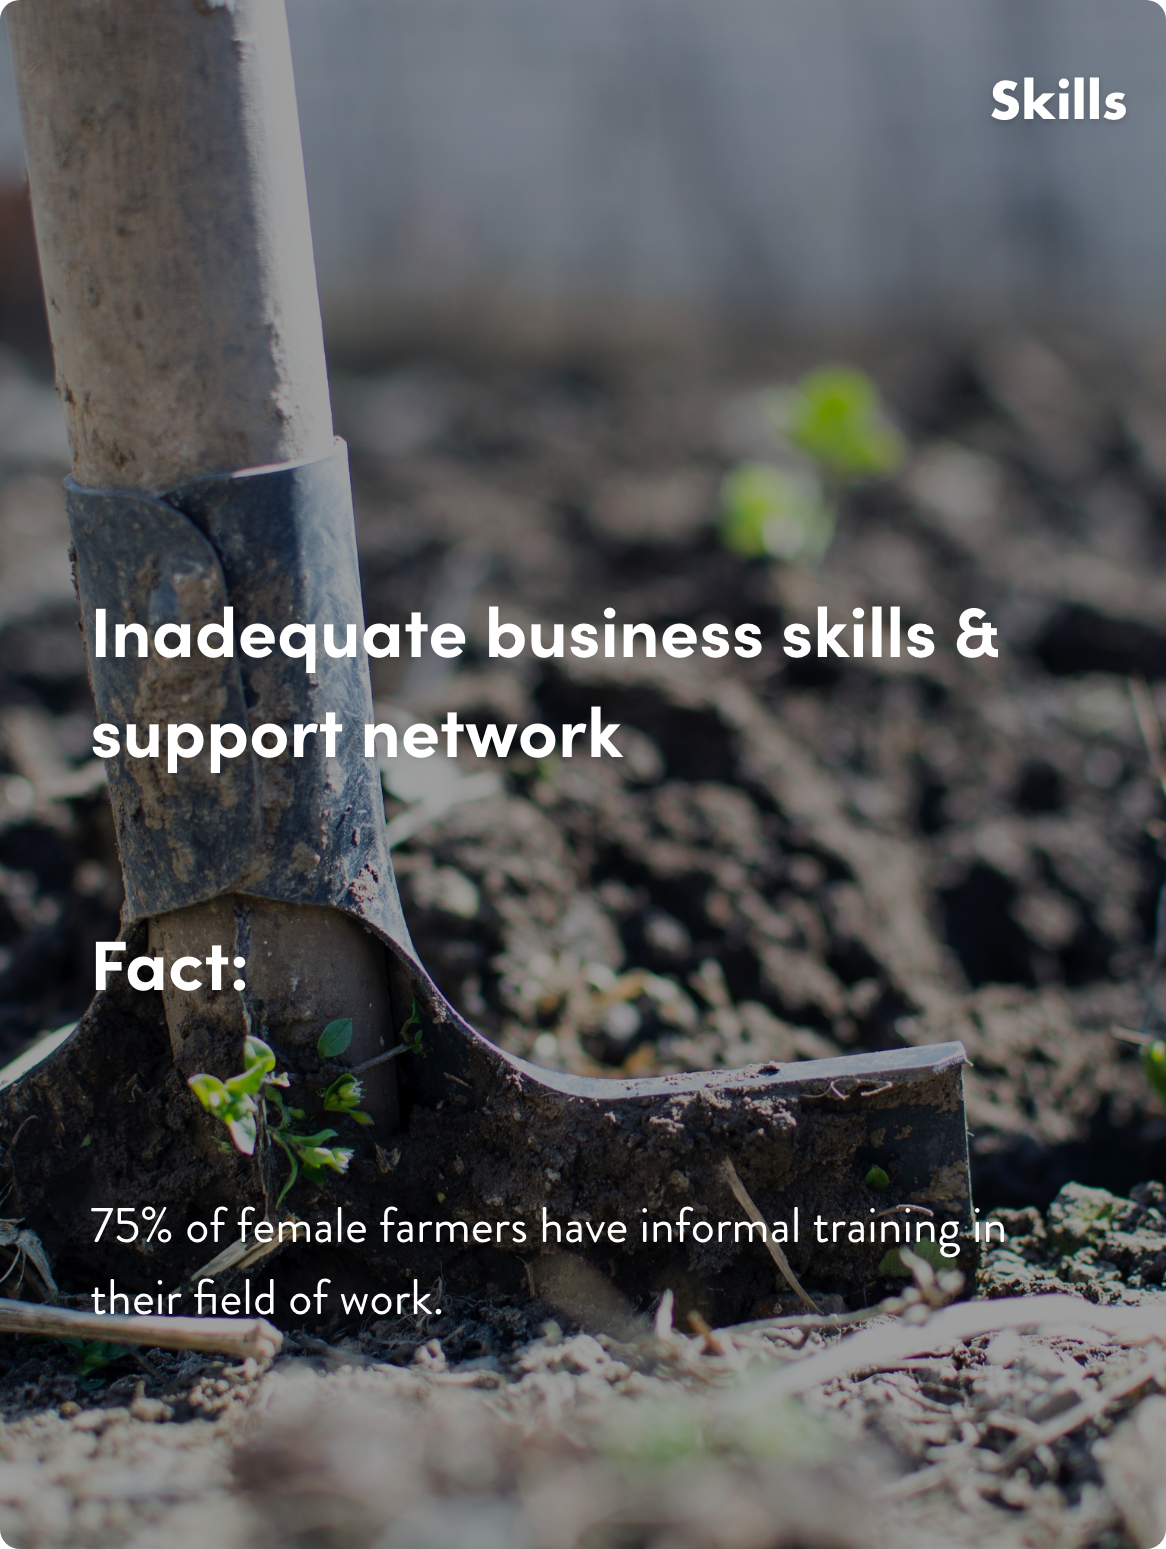 Skills
Inadequate business skills &
support network
Fact:
75% of female farmers have informal training in
their field of work.